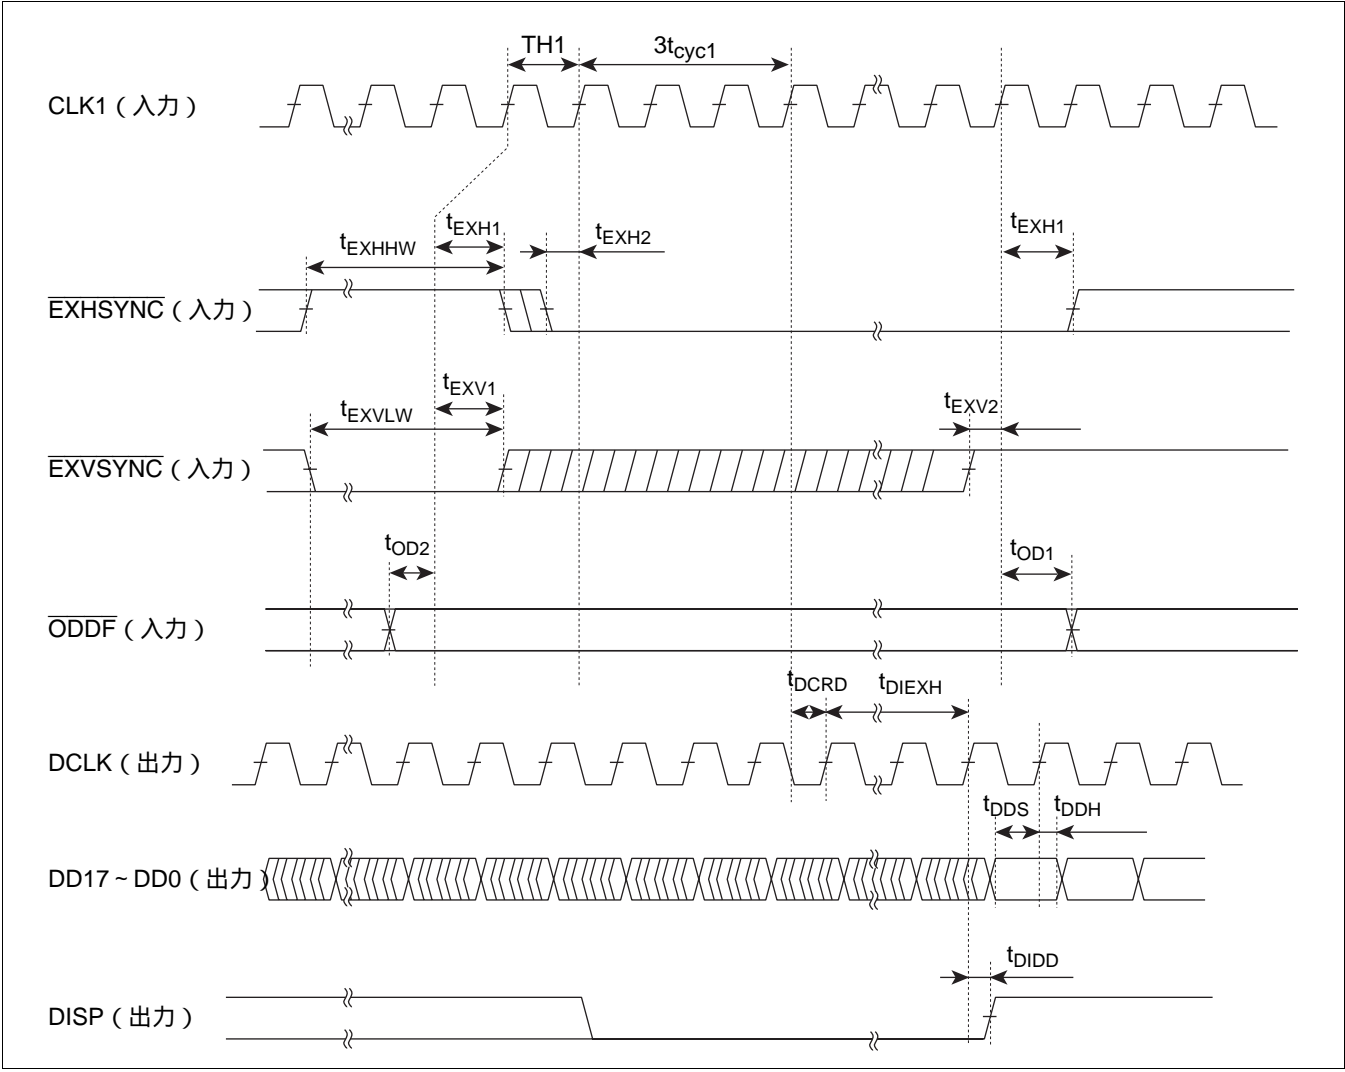 TH1
3tcyc1
CLK1（入力）
tEXH1
tEXH2
tEXH1
tEXHHW
EXHSYNC（入力）
tEXV1
tEXVLW
tEXV2
EXVSYNC（入力）
tOD2
tOD1
ODDF（入力）
tDCRD
tDIEXH
DCLK（出力）
tDDS
tDDH
DD17～DD0（出力）
tDIDD
DISP（出力）